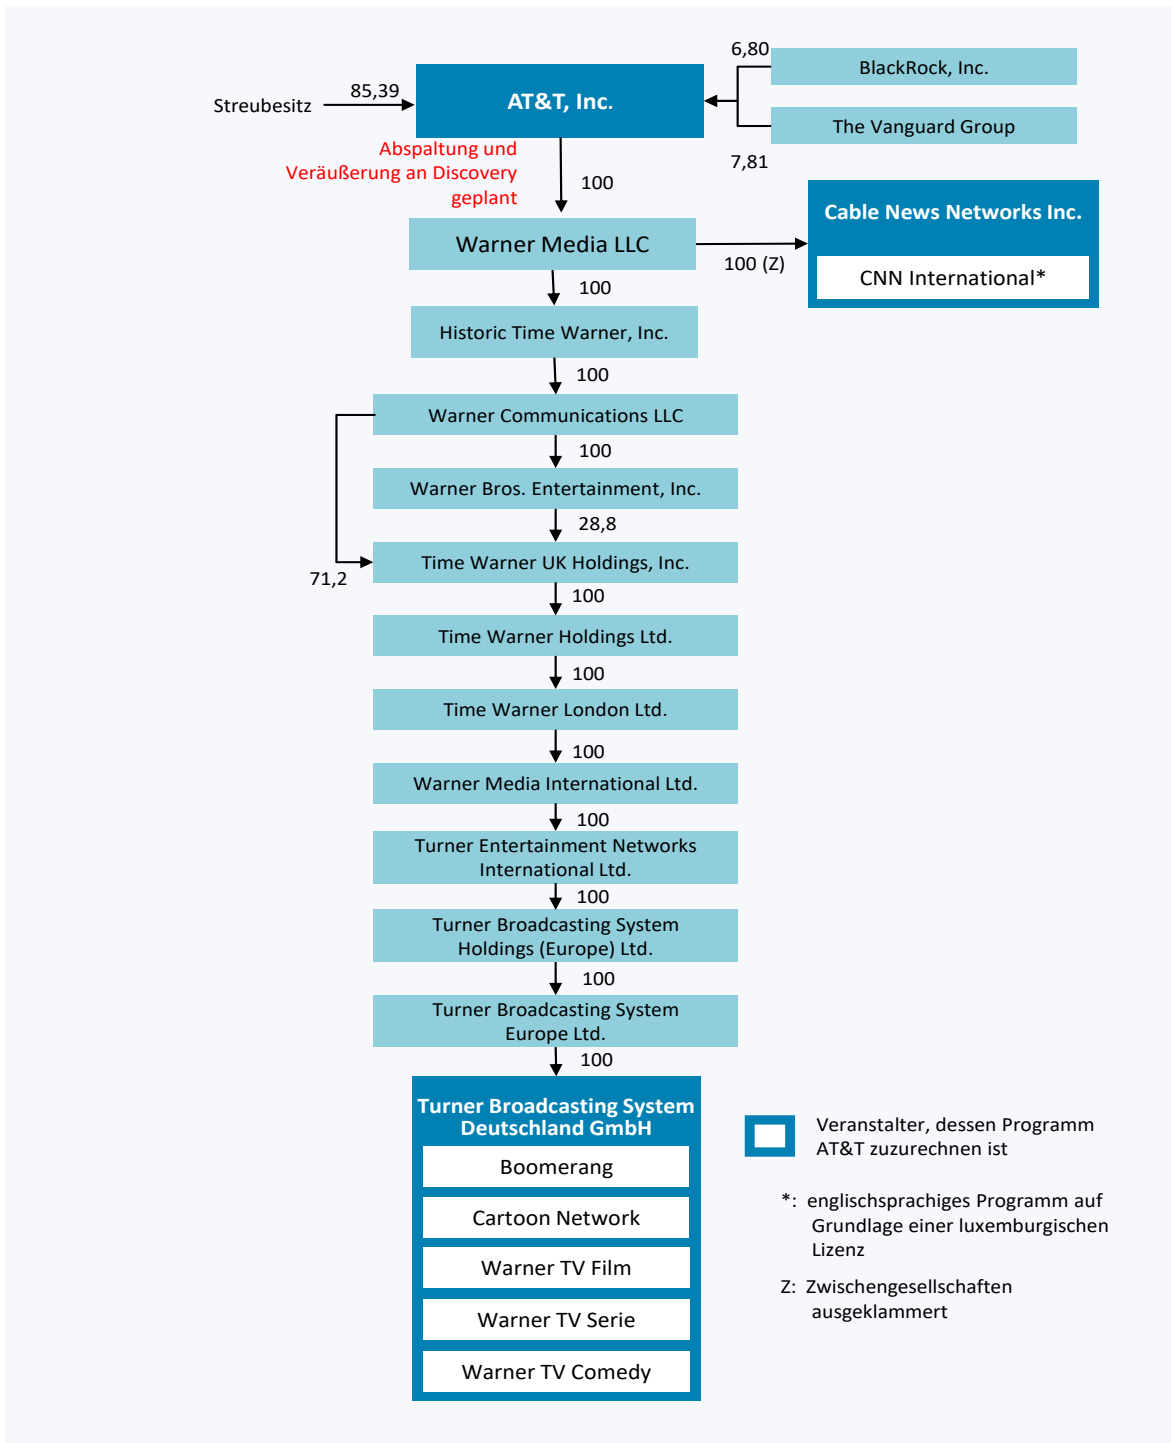 6,80
BlackRock, Inc.
85,39
Streubesitz
AT&T, Inc.
The Vanguard Group
7,81
Abspaltung und
Veräußerung an Discovery
geplant
100
Cable News Networks Inc.
CNN International*
Warner Media LLC
100 (Z)
100
Historic Time Warner, Inc.
100
Warner Communications LLC
100
Warner Bros. Entertainment, Inc.
28,8
Time Warner UK Holdings, Inc.
71,2
100
Time Warner Holdings Ltd.
100
Time Warner London Ltd.
100
Warner Media International Ltd.
100
Turner Entertainment Networks
International Ltd.
100
Turner Broadcasting System
Holdings (Europe) Ltd.
100
Turner Broadcasting System
Europe Ltd.
100
Turner Broadcasting System
Deutschland GmbH
Boomerang
Cartoon Network
Warner TV Film
Warner TV Serie
Warner TV Comedy
Veranstalter, dessen Programm
AT&T zuzurechnen ist
*: englischsprachiges Programm auf
Grundlage einer luxemburgischen
Lizenz
Z: Zwischengesellschaften
ausgeklammert